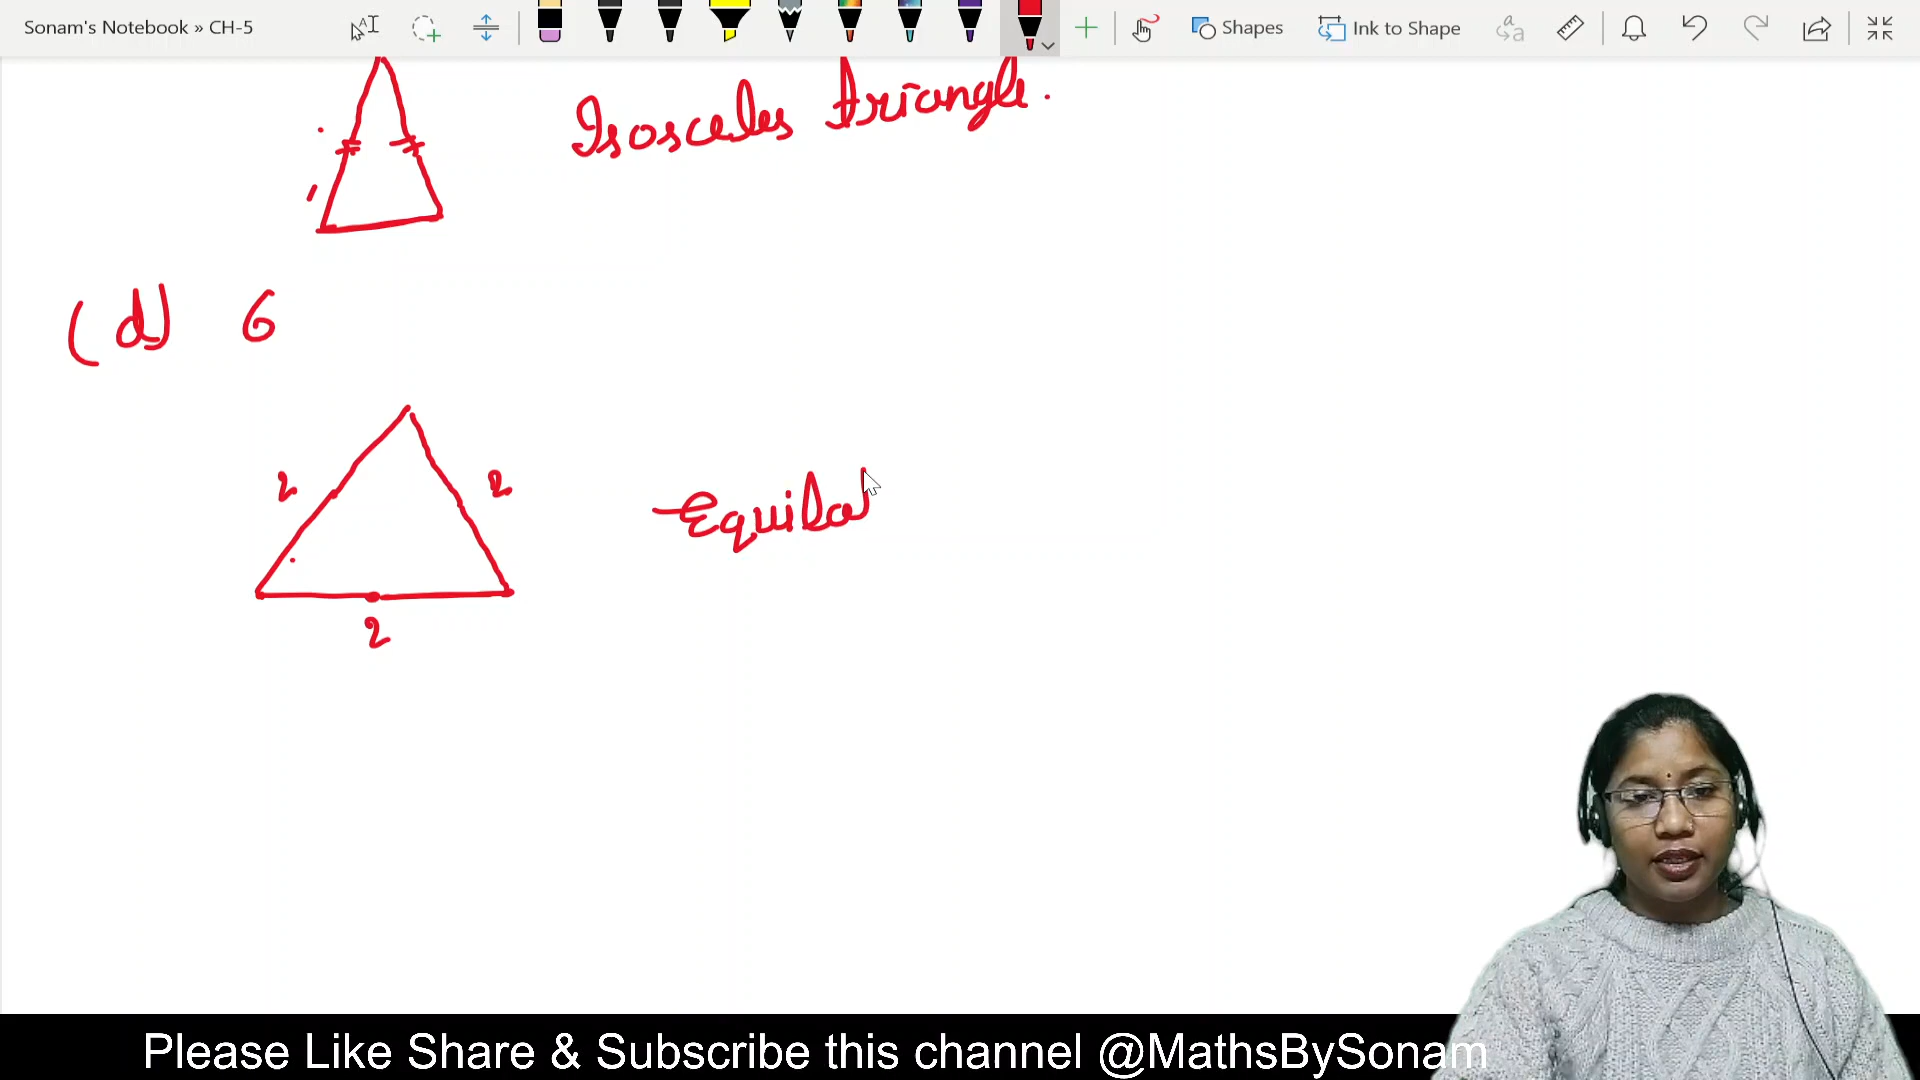 Sonam's Notebook » CH-5
Shapes
Ink to Shape
Isosceles triangle.
(d) 6
2
2
Equilat
2
Please Like Share & Subscribe this channel @MathsBySonam